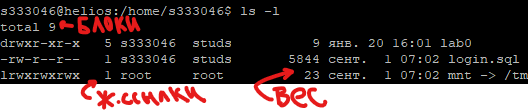 s333046@helios:/home/s333046$ ls -l
total 9 ←БЛОКИ
drwxr-xr-x 5 s333046 studs 9 янв. 20 16:01 lab0
-rw-r--r-- 1 s333046 studs 5844 сент. 1 07:02 login.sql
lrwxrwxrwx 1 root root 23 сент. 1 07:02 mnt -> /tm
Ж.ССЫЛКИ ВЕС